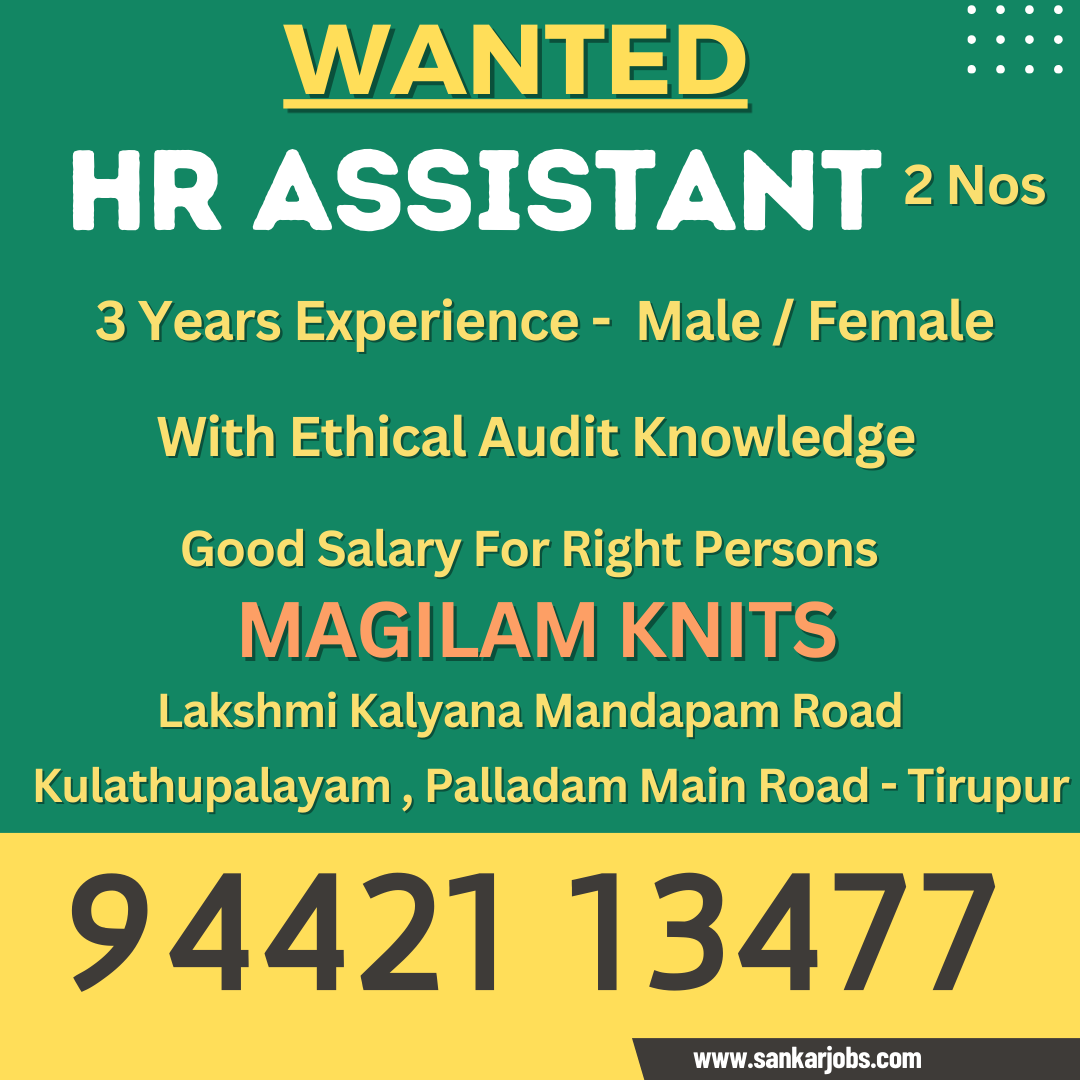 WANTED
HR ASSISTANT 2 Nos
3 Years Experience - Male / Female
With Ethical Audit Knowledge
Good Salary For Right Persons
MAGILAM KNITS
Lakshmi Kalyana Mandapam Road
Kulathupalayam , Palladam Main Road - Tirupur
94421 13477
www.sankarjobs.com